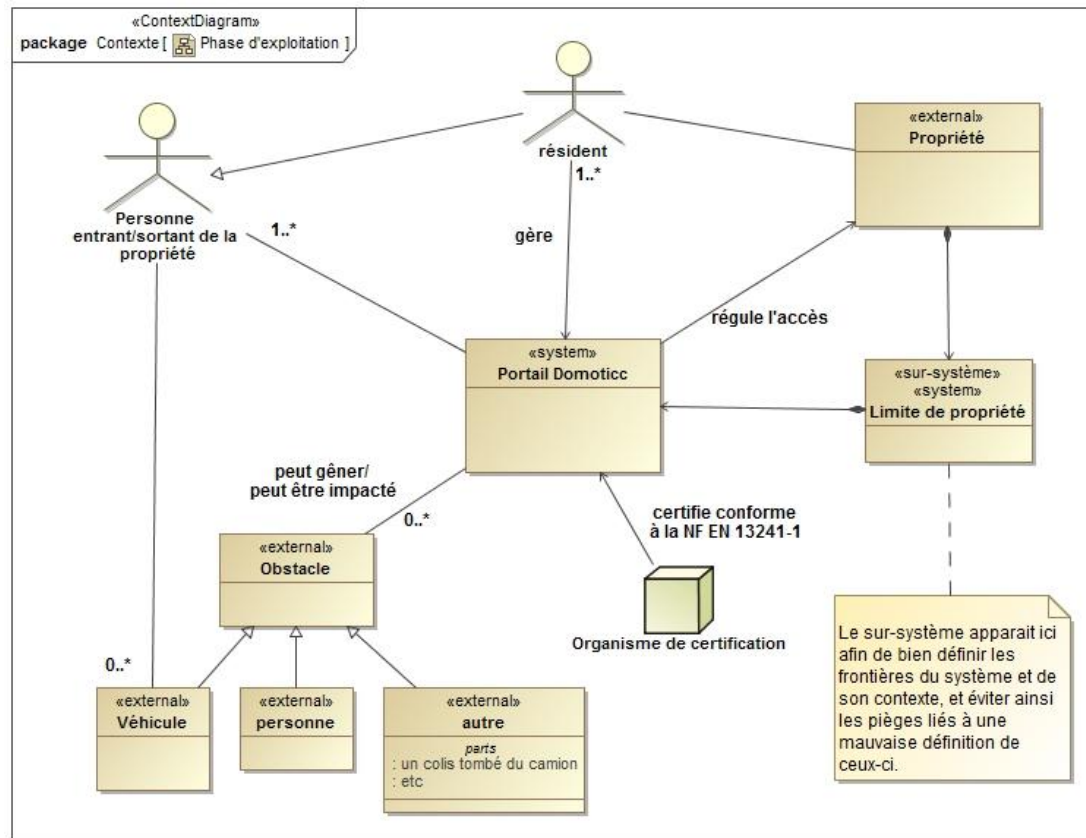 «ContextDiagram»
package Contexte [ Phase d'exploitation ]
résident
1..*
«external»
Propriété
Personne
entrant/sortant de la
propriété
1..*
gère
régule l'accès
«system»
Portail Domoticc
«sur-système»
«system»
Limite de propriété
peut gêner/
peut être impacté
0..*
certifie conforme
à la NF EN 13241-1
«external»
Obstacle
Organisme de certification
Le sur-système apparait ici
afin de bien définir les
frontières du système et de
son contexte, et éviter ainsi
les pièges liés à une
mauvaise définition de
ceux-ci.
0..*
«external»
Véhicule
«external»
personne
«external»
autre
parts
: un colis tombé du camion
: etc